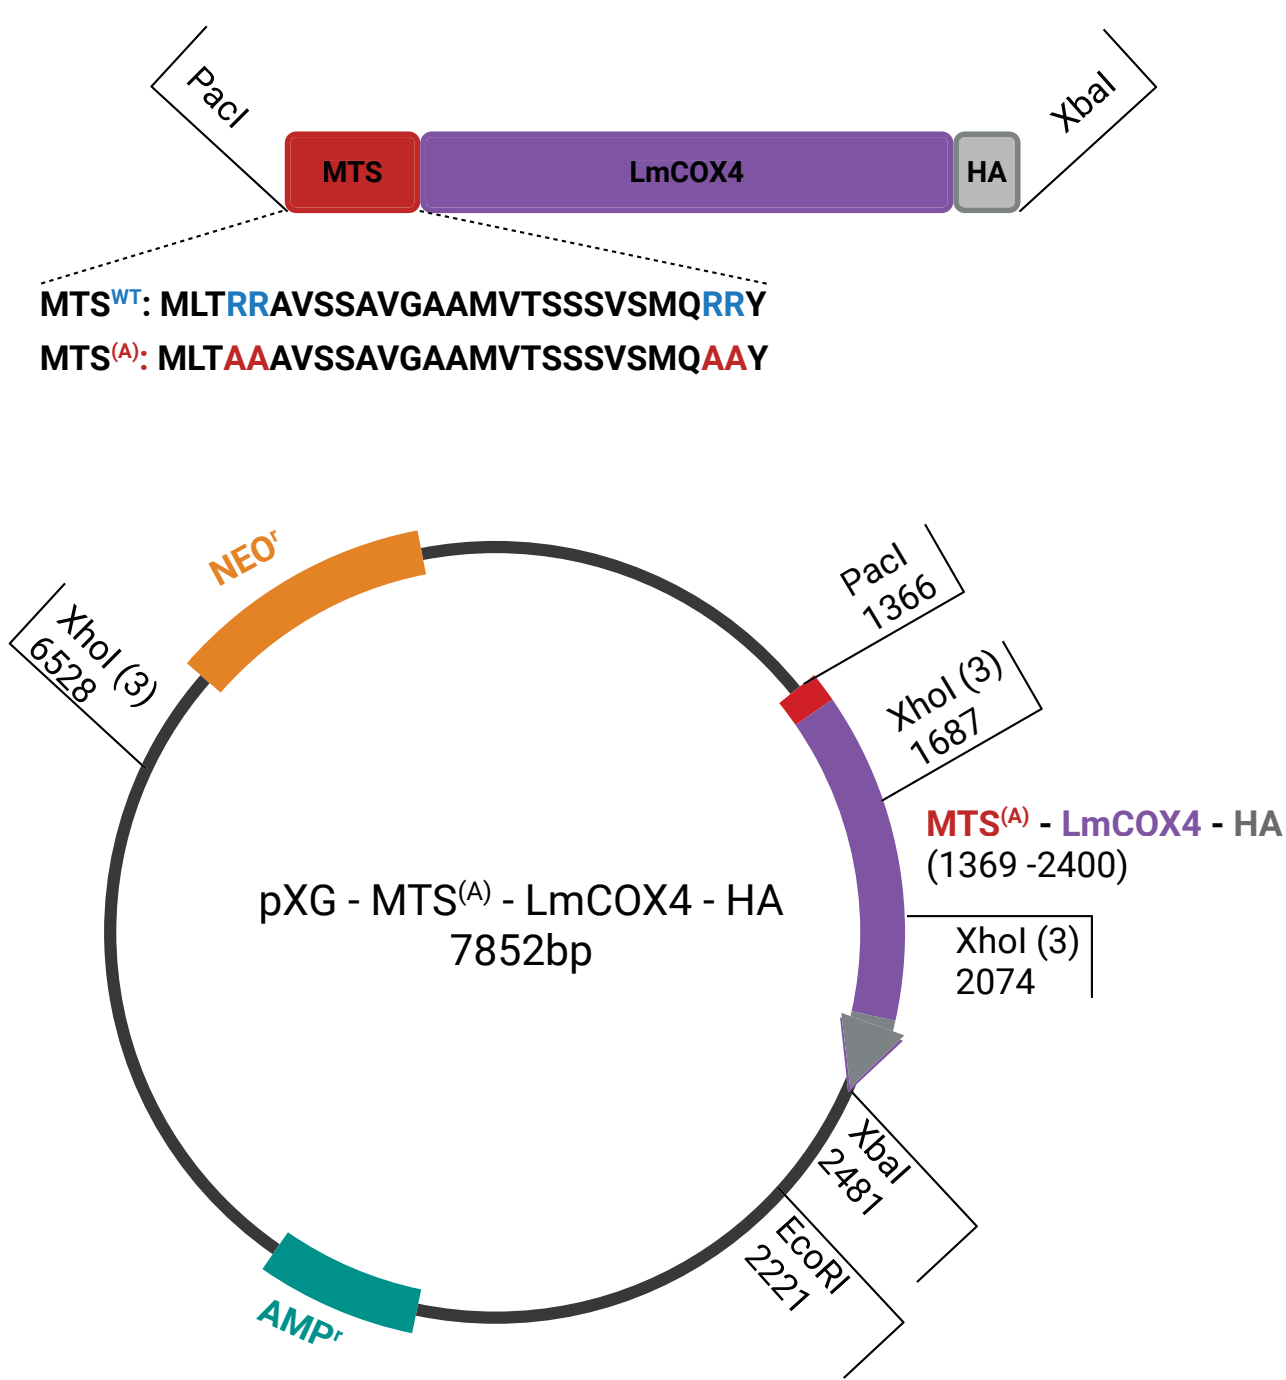 PacI
XbaI
MTS
LmCOX4
HA
MTSᵂᵀ: MLTRRAVSSAVGAAMVTSSSVSMQRRY
MTS⁽ᴬ⁾: MLTAAAVSSAVGAAMVTSSSVSMQAAY
NEOʳ
PacI
1366
XhoI (3)
6528
XhoI (3)
1687
MTS⁽ᴬ⁾ - LmCOX4 - HA
(1369 -2400)
pXG - MTS⁽ᴬ⁾ - LmCOX4 - HA
7852bp
XhoI (3)
2074
XbaI
2481
EcoRI
2221
AMPʳ